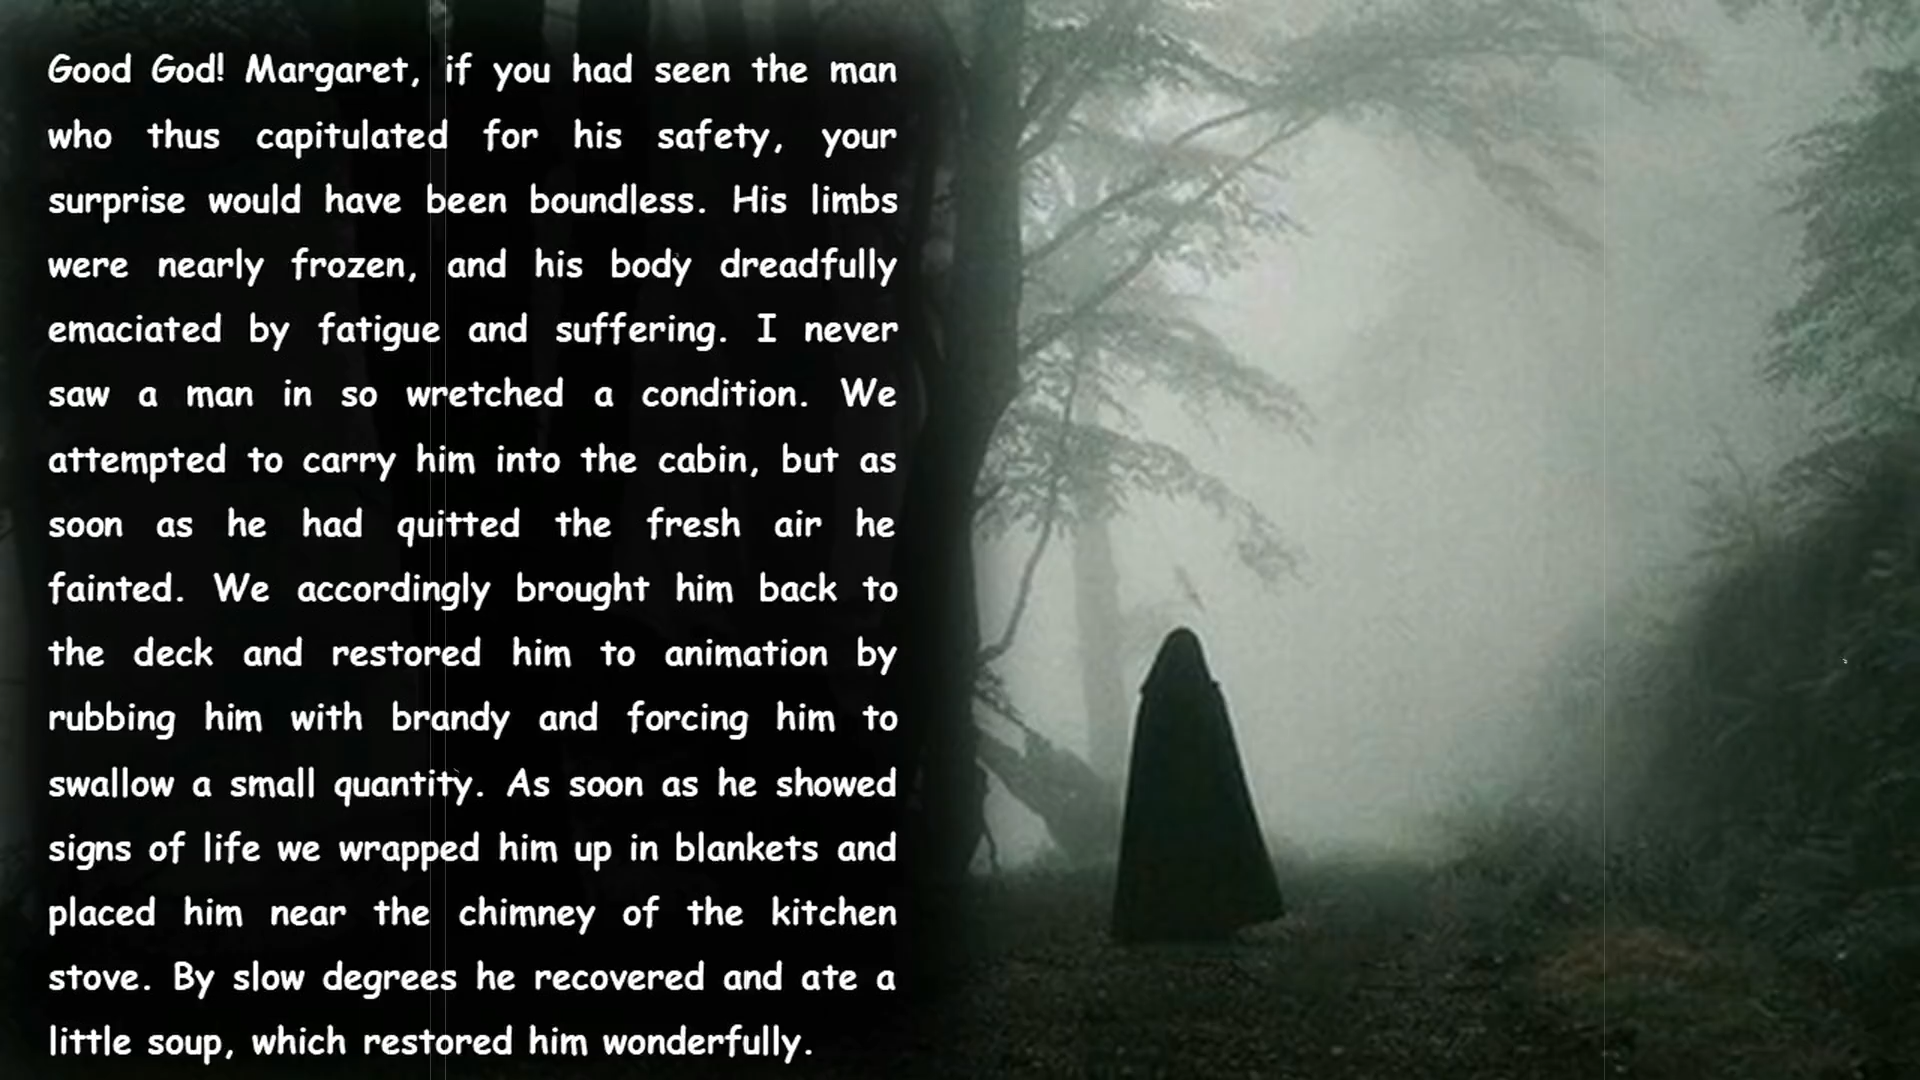 Good God! Margaret, if you had seen the man
who thus capitulated for his safety, your
surprise would have been boundless. His limbs
were nearly frozen, and his body dreadfully
emaciated by fatigue and suffering. I never
saw a man in so wretched a condition. We
attempted to carry him into the cabin, but as
soon as he had quitted the fresh air he
fainted. We accordingly brought him back to
the deck and restored him to animation by
rubbing him with brandy and forcing him to
swallow a small quantity. As soon as he showed
signs of life we wrapped him up in blankets and
placed him near the chimney of the kitchen
stove. By slow degrees he recovered and ate a
little soup, which restored him wonderfully.